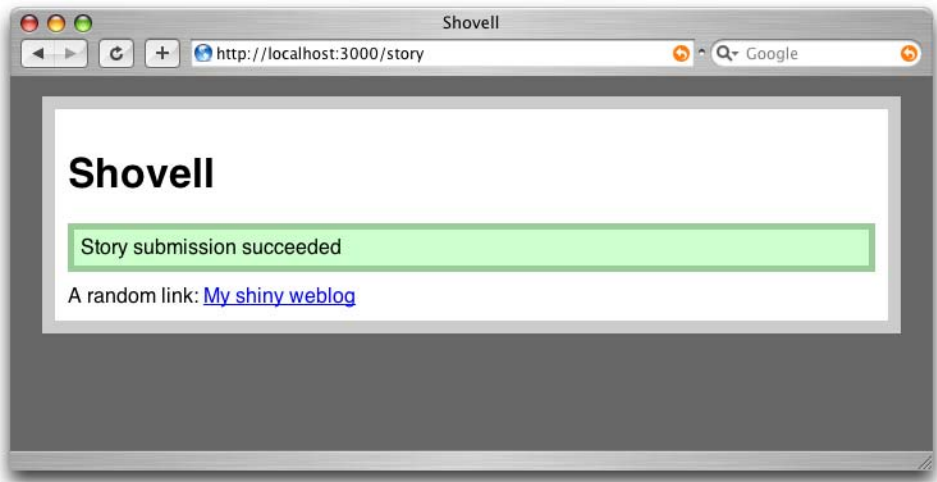 Shovell
http://localhost:3000/story
Google
Shovell
Story submission succeeded
A random link: My shiny weblog